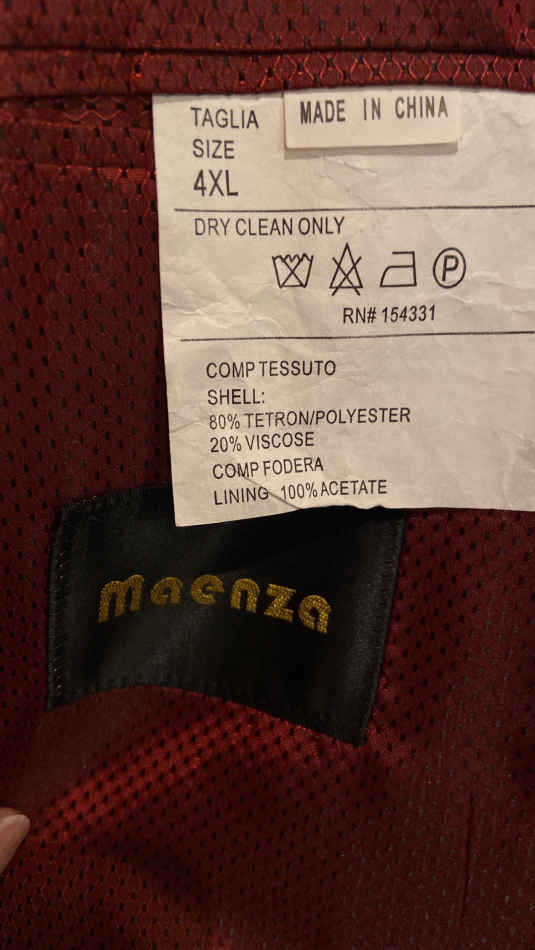 MADE IN CHINA
TAGLIA
SIZE
4XL
DRY CLEAN ONLY
P
RN# 154331
COMP TESSUTO
SHELL:
80% TETRON/POLYESTER
20% VISCOSE
COMP FODERA
LINING 100% ACETATE
maenza